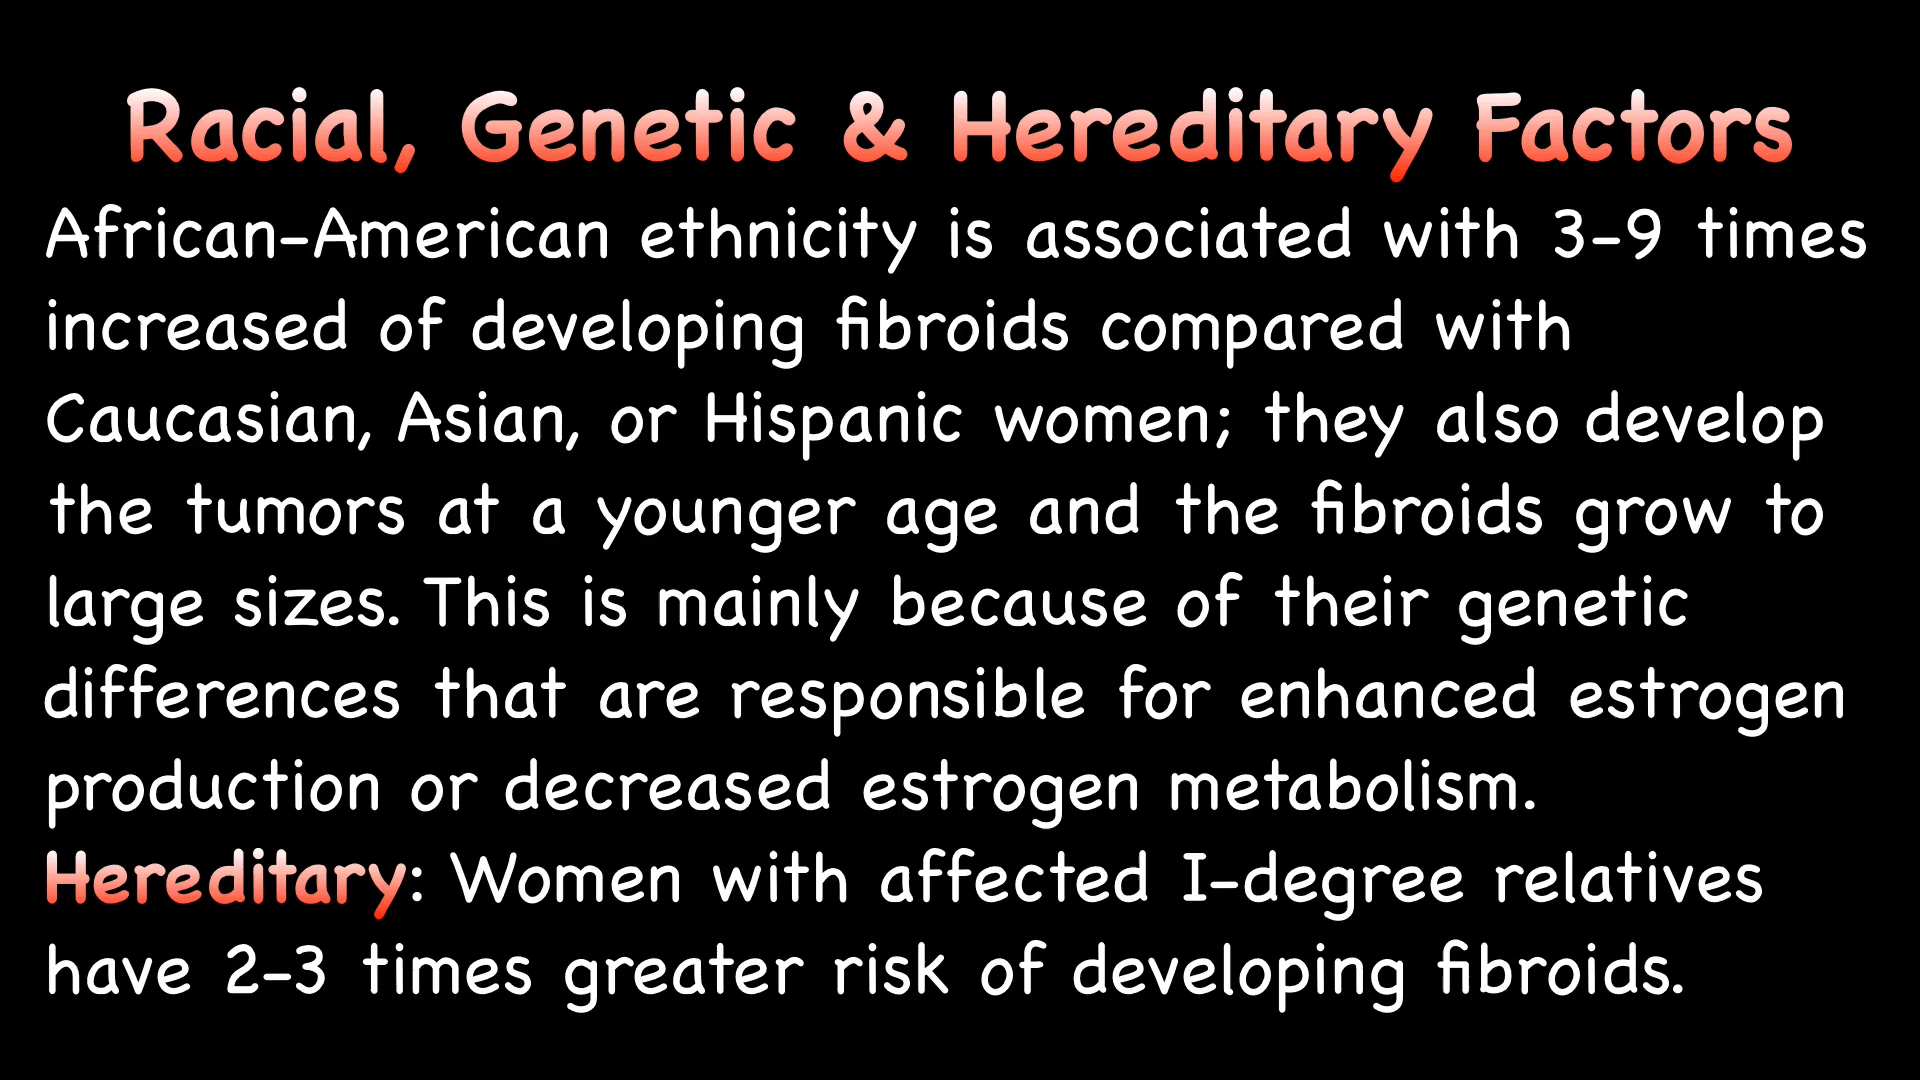 Racial, Genetic & Hereditary Factors
African-American ethnicity is associated with 3-9 times
increased of developing fibroids compared with
Caucasian, Asian, or Hispanic women; they also develop
the tumors at a younger age and the fibroids grow to
large sizes. This is mainly because of their genetic
differences that are responsible for enhanced estrogen
production or decreased estrogen metabolism.
Hereditary: Women with affected I-degree relatives
have 2-3 times greater risk of developing fibroids.